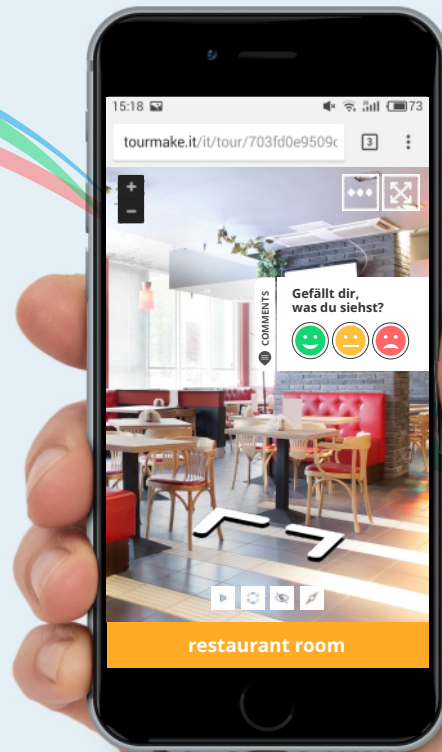 15:18
73
tourmake.it/it/tour/703fd0e9509c
3
+
−
COMMENTS
Gefällt dir,
was du siehst?
restaurant room